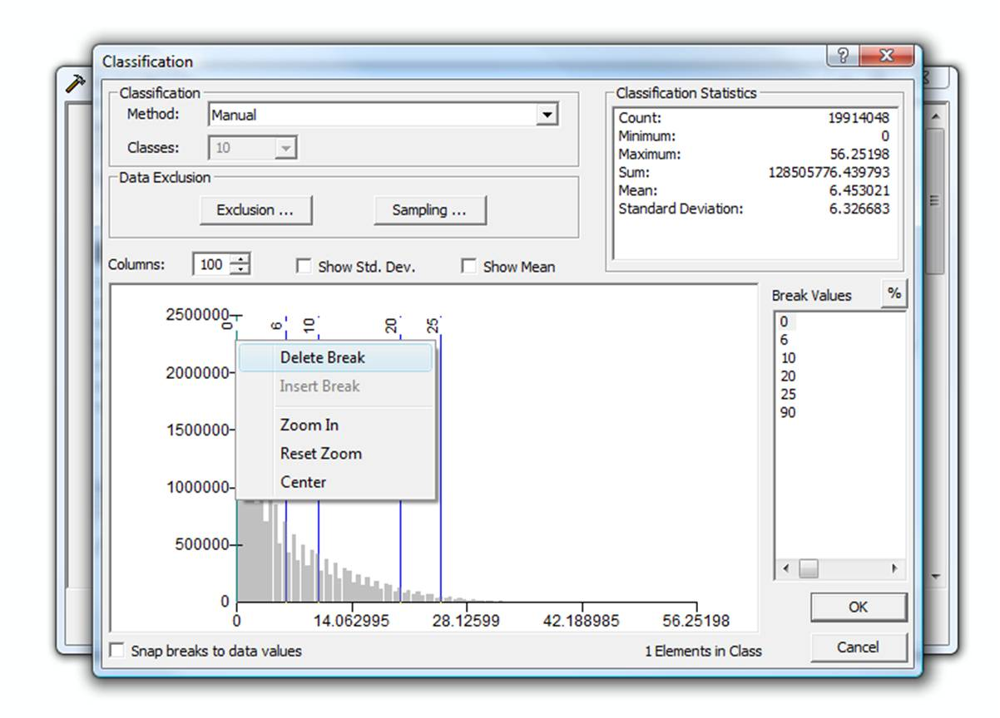 Classification
Classification
Method: Manual
Classes: 10
Data Exclusion
Exclusion ...
Sampling ...
Classification Statistics
Count: 19914048
Minimum: 0
Maximum: 56.25198
Sum: 128505776.439793
Mean: 6.453021
Standard Deviation: 6.326683
Columns: 100
Show Std. Dev.
Show Mean
Break Values
%
0
6
10
20
25
90
0
6
10
20
25
2500000
2000000
1500000
1000000
500000
0
Delete Break
Insert Break
Zoom In
Reset Zoom
Center
0
14.062995
28.12599
42.188985
56.25198
Snap breaks to data values
1 Elements in Class
OK
Cancel